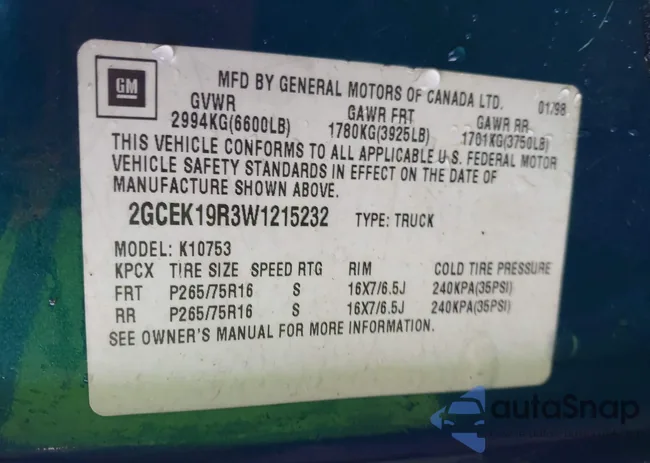 GM
MFD BY GENERAL MOTORS OF CANADA LTD. 01/98
GVWR GAWR FRT GAWR RR
2994KG(6600LB) 1780KG(3925LB) 1701KG(3750LB)
THIS VEHICLE CONFORMS TO ALL APPLICABLE U.S. FEDERAL MOTOR
VEHICLE SAFETY STANDARDS IN EFFECT ON THE DATE OF
MANUFACTURE SHOWN ABOVE.
2GCEK19R3W1215232 TYPE: TRUCK
MODEL: K10753
KPCX TIRE SIZE SPEED RTG RIM COLD TIRE PRESSURE
FRT P265/75R16 S 16X7/6.5J 240KPA(35PSI)
RR P265/75R16 S 16X7/6.5J 240KPA(35PSI)
SEE OWNER'S MANUAL FOR MORE INFORMATION.
autoSnap